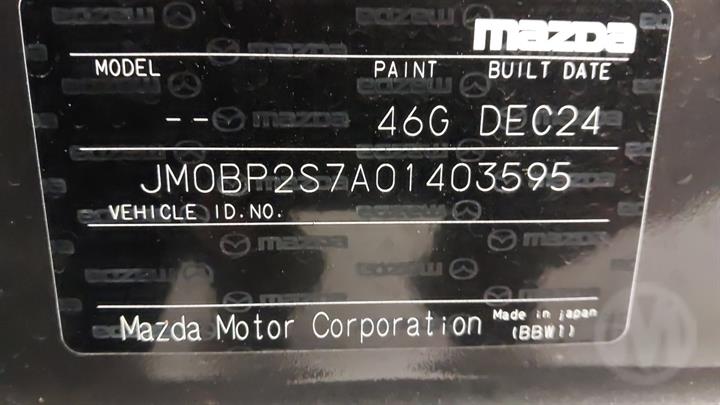 mazda
MODEL PAINT BUILT DATE
-- 46G DEC24
JM0BP2S7A01403595
VEHICLE ID.NO.
Mazda Motor Corporation Made in japan
(BBW1)